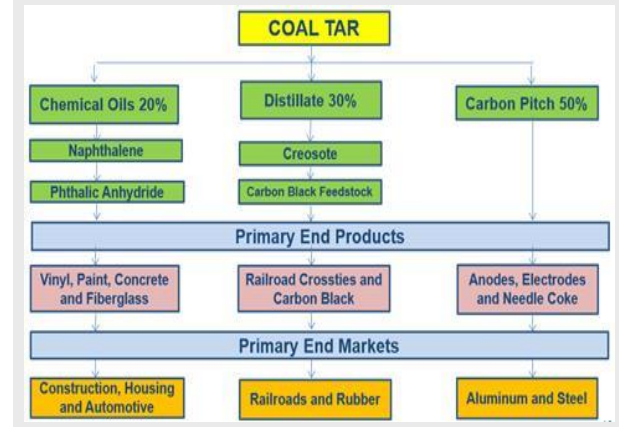 COAL TAR
Chemical Oils 20%
Distillate 30%
Carbon Pitch 50%
Naphthalene
Creosote
Phthalic Anhydride
Carbon Black Feedstock
Primary End Products
Vinyl, Paint, Concrete
and Fiberglass
Railroad Crossties and
Carbon Black
Anodes, Electrodes
and Needle Coke
Primary End Markets
Construction, Housing
and Automotive
Railroads and Rubber
Aluminum and Steel